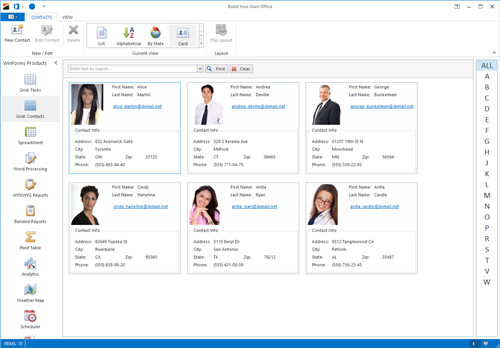 Build Your Own Office
CONTACTS VIEW
New Contact Edit Contact Delete List Alphabetical By State Card Flip Layout
New / Edit Current View Layout
WinForms Products
Grid: Tasks
Grid: Contacts
Spreadsheet
Word Processing
WYSIWYG Reports
Banded Reports
Pivot Table
Analytics
Weather Map
Scheduler
Enter text to search... Find Clear
First Name: Alice
Last Name: Martin
alice_martin@dxmail.net
Contact Info
Address: 652 Avonwick Gate
City: Toronto
State: ON Zip: 33125
Phone: (555) 493-84-40
First Name: Andrea
Last Name: Deville
andrea_deville@dxmail.net
Contact Info
Address: 329 S Kerema Ave
City: Milford
State: CT Zip: 06465
Phone: (555) 771-04-75
First Name: George
Last Name: Bunkelman
george_bunkelman@dxmail.net
Contact Info
Address: 61207 16th St N
City: Moorhead
State: MN Zip: 56564
Phone: (555) 339-22-93
First Name: Cindy
Last Name: Haneline
cindy_haneline@dxmail.net
Contact Info
Address: 82649 Topeka St
City: Riverbank
State: CA Zip: 95360
Phone: (555) 638-98-20
First Name: Anita
Last Name: Ryan
anita_ryan@dxmail.net
Contact Info
Address: 5119 Beryl Dr
City: San Antonio
State: TX Zip: 78212
Phone: (555) 421-00-59
First Name: Anita
Last Name: Cardle
anita_cardle@dxmail.net
Contact Info
Address: 8512 Tanglewood Cir
City: Reform
State: AL Zip: 35487
Phone: (555) 756-23-45
ALL
A
B
C
D
E
F
G
H
J
K
L
M
N
O
P
R
S
T
V
W
ITEMS: 70